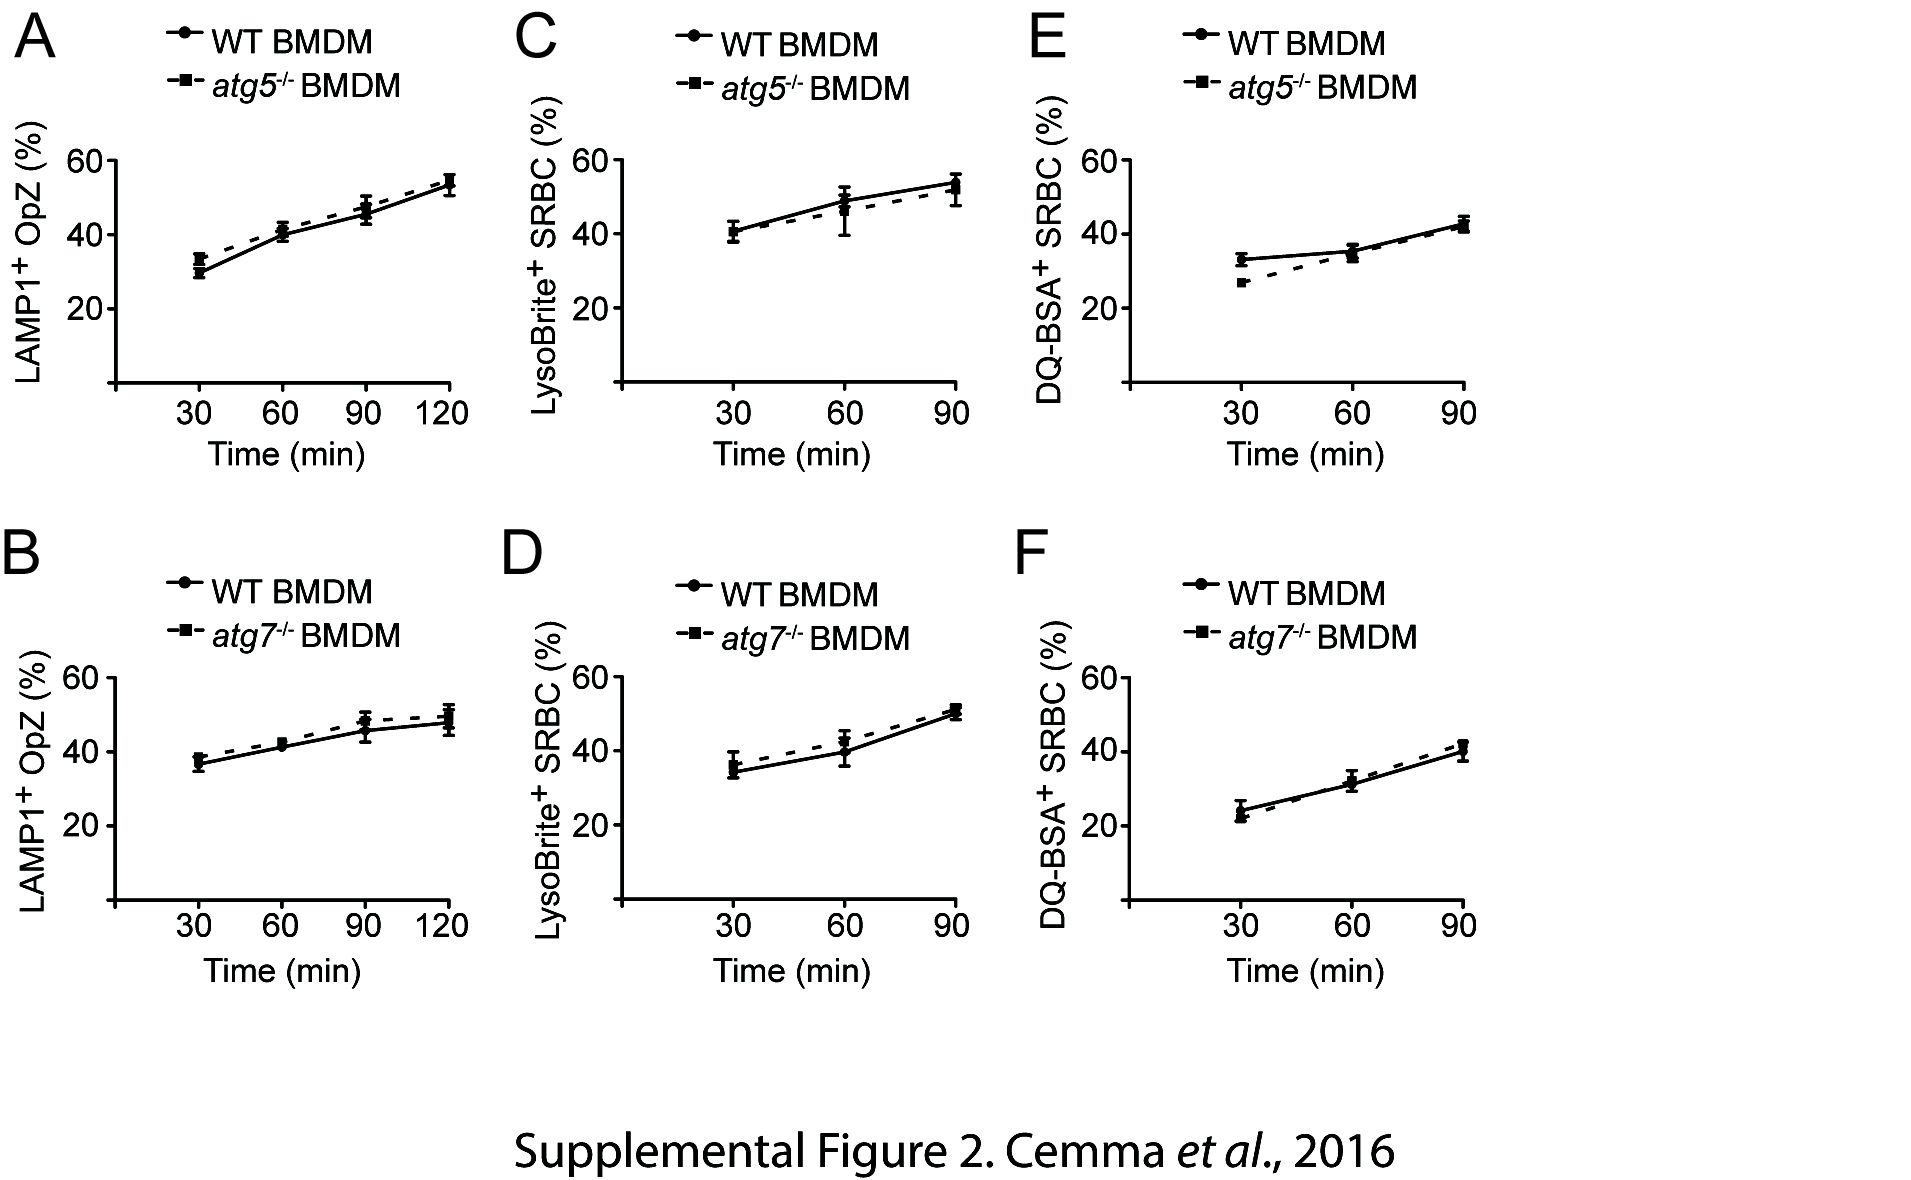 A
WT BMDM
atg5-/- BMDM
LAMP1+ OpZ (%)
60
40
20
30 60 90 120
Time (min)
C
WT BMDM
atg5-/- BMDM
LysoBrite+ SRBC (%)
60
40
20
30 60 90
Time (min)
E
WT BMDM
atg5-/- BMDM
DQ-BSA+ SRBC (%)
60
40
20
30 60 90
Time (min)
B
WT BMDM
atg7-/- BMDM
LAMP1+ OpZ (%)
60
40
20
30 60 90 120
Time (min)
D
WT BMDM
atg7-/- BMDM
LysoBrite+ SRBC (%)
60
40
20
30 60 90
Time (min)
F
WT BMDM
atg7-/- BMDM
DQ-BSA+ SRBC (%)
60
40
20
30 60 90
Time (min)
Supplemental Figure 2. Cemma et al., 2016